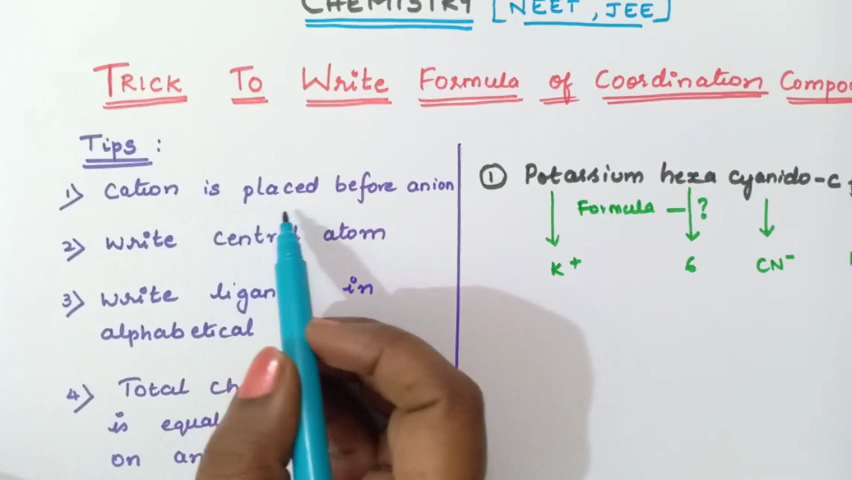 CHEMISTRY [NEET, JEE]
TRICK TO WRITE FORMULA of COORDINATION
Tips :
1) Cation is placed before anion
2) Write atom
3) Write in
alphabetical
4) Total
is
on
① Potassium hexa cyanido-c
Formula — ?
K⁺ 6 CN⁻